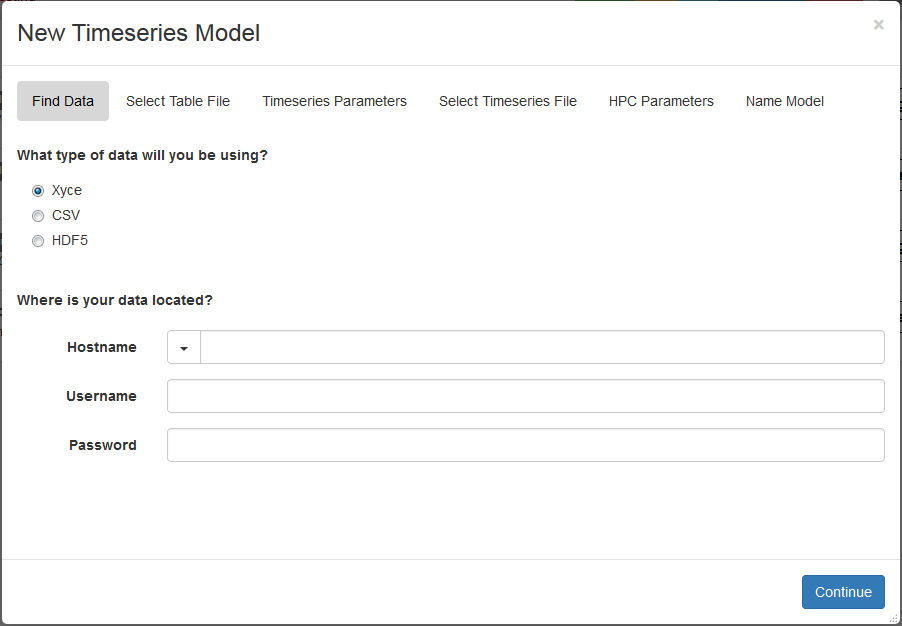 New Timeseries Model ×
Find Data Select Table File Timeseries Parameters Select Timeseries File HPC Parameters Name Model
What type of data will you be using?
Xyce
CSV
HDF5
Where is your data located?
Hostname
Username
Password
Continue